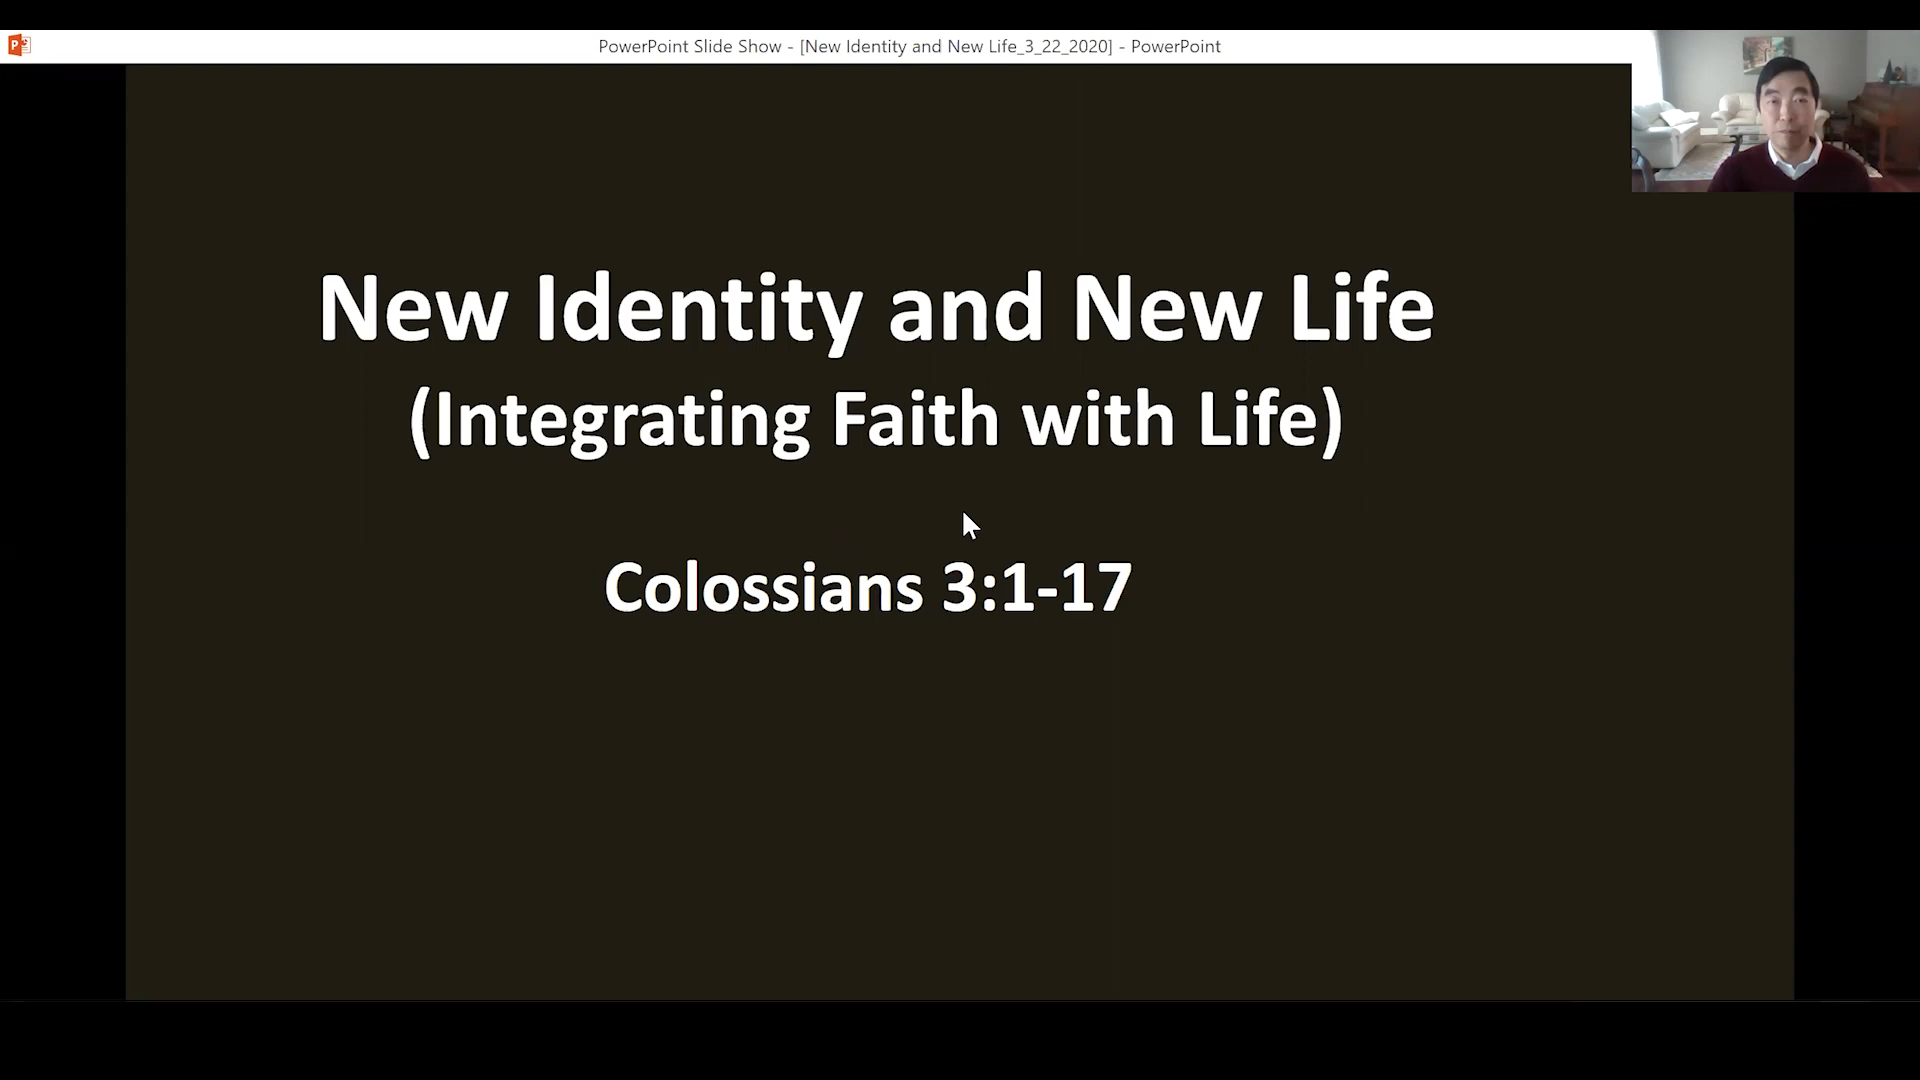 PowerPoint Slide Show - [New Identity and New Life_3_22_2020] - PowerPoint
New Identity and New Life
(Integrating Faith with Life)
Colossians 3:1-17